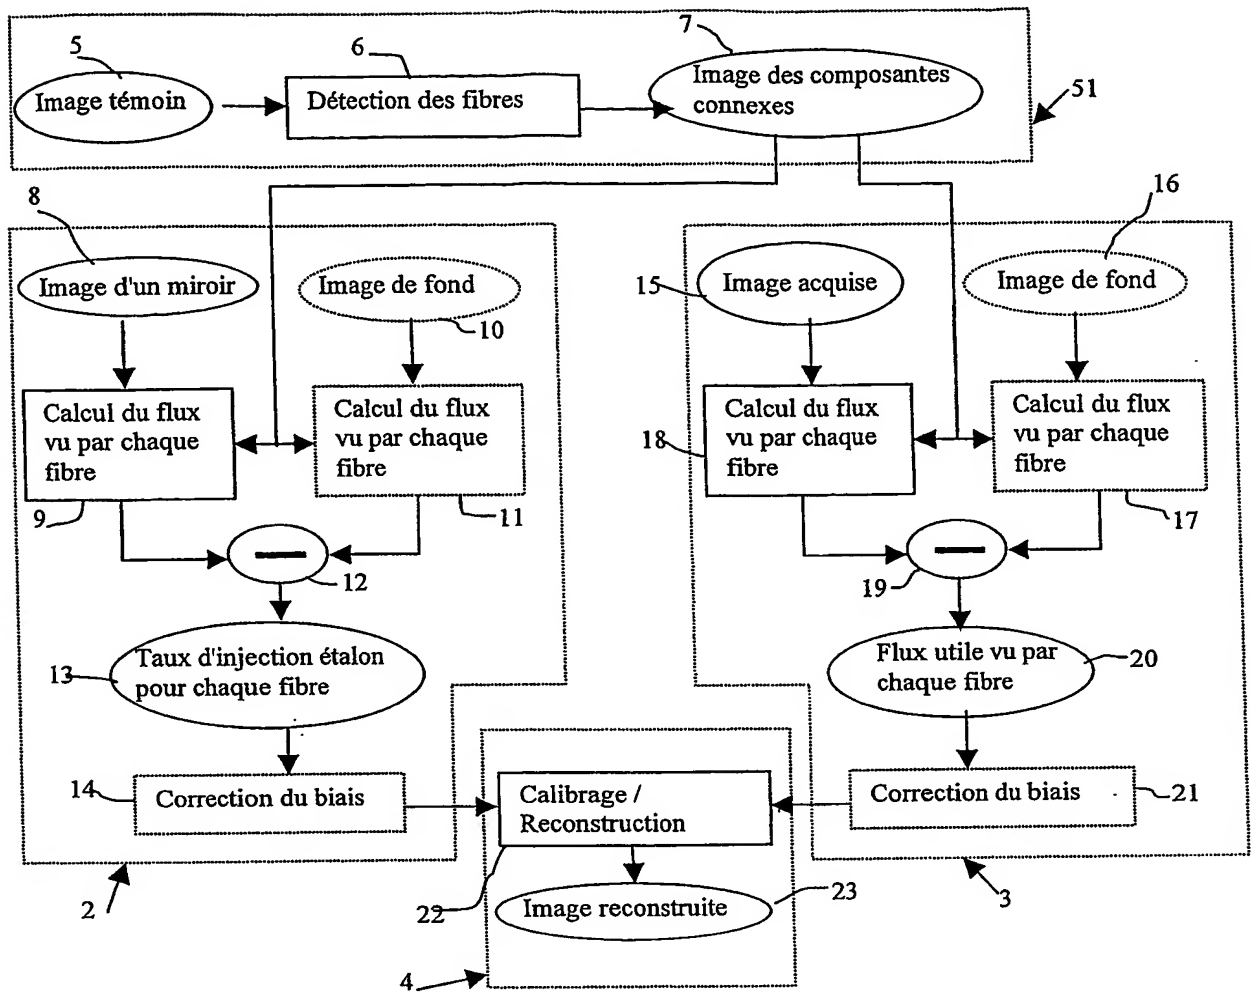 5
6
7
Image témoin
Détection des fibres
Image des composantes
connexes
51
8
16
Image d'un miroir
Image de fond
10
15
Image acquise
Image de fond
Calcul du flux
vu par chaque
fibre
9
Calcul du flux
vu par chaque
fibre
11
18
Calcul du flux
vu par chaque
fibre
Calcul du flux
vu par chaque
fibre
17
12
19
13
Taux d'injection étalon
pour chaque fibre
Flux utile vu par
chaque fibre
20
14
Correction du biais
Calibrage /
Reconstruction
Correction du biais
21
2
22
Image reconstruite
23
3
4